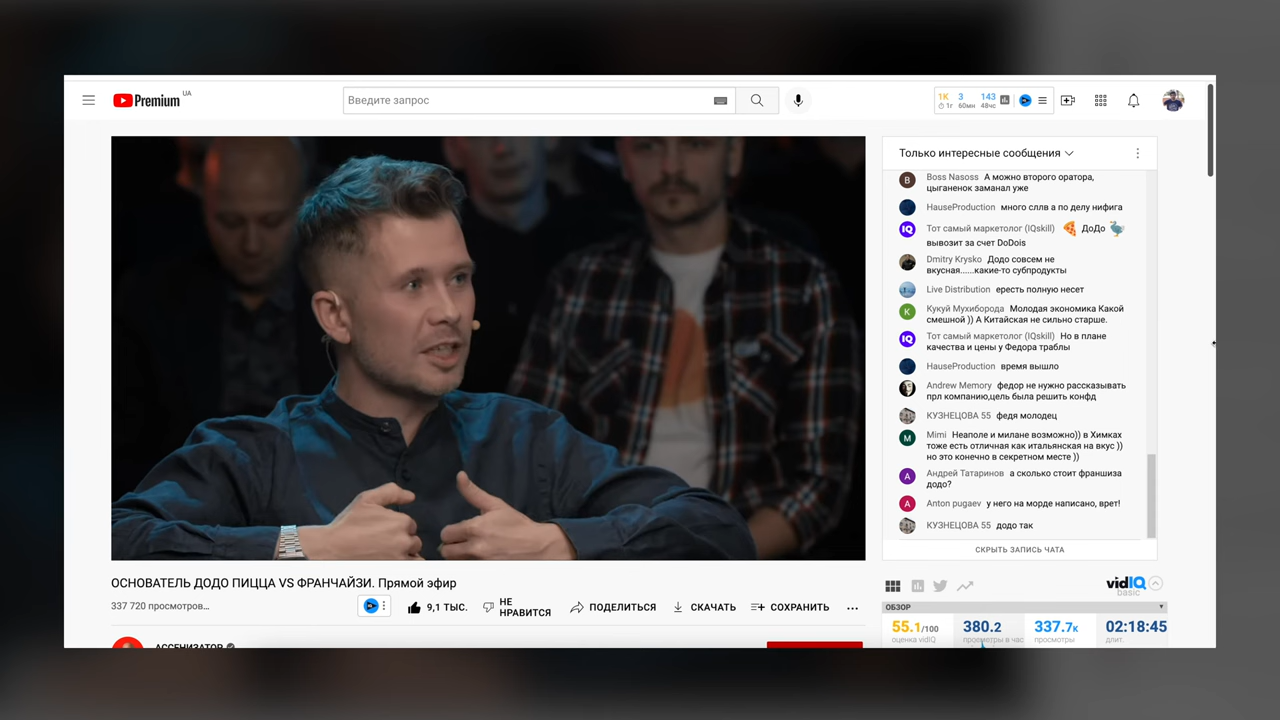 Premium UA
Введите запрос
1K 3 143
1г 60мн 48чс
Только интересные сообщения
Boss Nasoss А можно второго оратора,
цыганенок заманал уже
HauseProduction много сллв а по делу нифига
Тот самый маркетолог (IQskill) ДоДо
вывозит за счет DoDois
Dmitry Krysko Додо совсем не
вкусная......какие-то субпродукты
Live Distribution ересть полную несет
Кукуй Мухиборода Молодая экономика Какой
смешной )) А Китайская не сильно старше.
Тот самый маркетолог (IQskill) Но в плане
качества и цены у Федора траблы
HauseProduction время вышло
Andrew Memory федор не нужно рассказывать
прл компанию,цель была решить конфд
КУЗНЕЦОВА 55 федя молодец
Mimi Неаполе и милане возможно)) в Химках
тоже есть отличная как итальянская на вкус ))
но это конечно в секретном месте ))
Андрей Татаринов а сколько стоит франшиза
додо?
Anton pugaev у него на морде написано, врет!
КУЗНЕЦОВА 55 додо так
СКРЫТЬ ЗАПИСЬ ЧАТА
ОСНОВАТЕЛЬ ДОДО ПИЦЦА VS ФРАНЧАЙЗИ. Прямой эфир
337 720 просмотров...
9,1 ТЫС.
НЕ
НРАВИТСЯ
ПОДЕЛИТЬСЯ
СКАЧАТЬ
СОХРАНИТЬ
АССЕНИЗАТОР
vidIQ
basic
ОБЗОР
55.1/100 380.2 337.7к 02:18:45
оценка vidIQ просмотры в час просмотры длит.